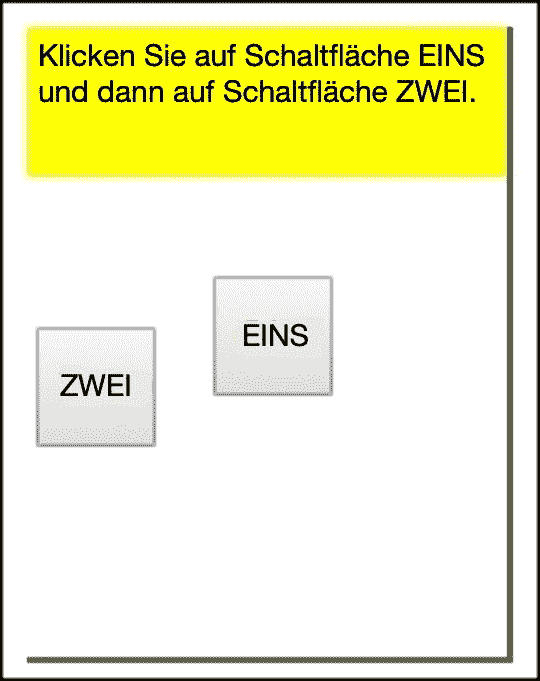 Klicken Sie auf Schaltfläche EINS
und dann auf Schaltfläche ZWEI.
EINS
ZWEI